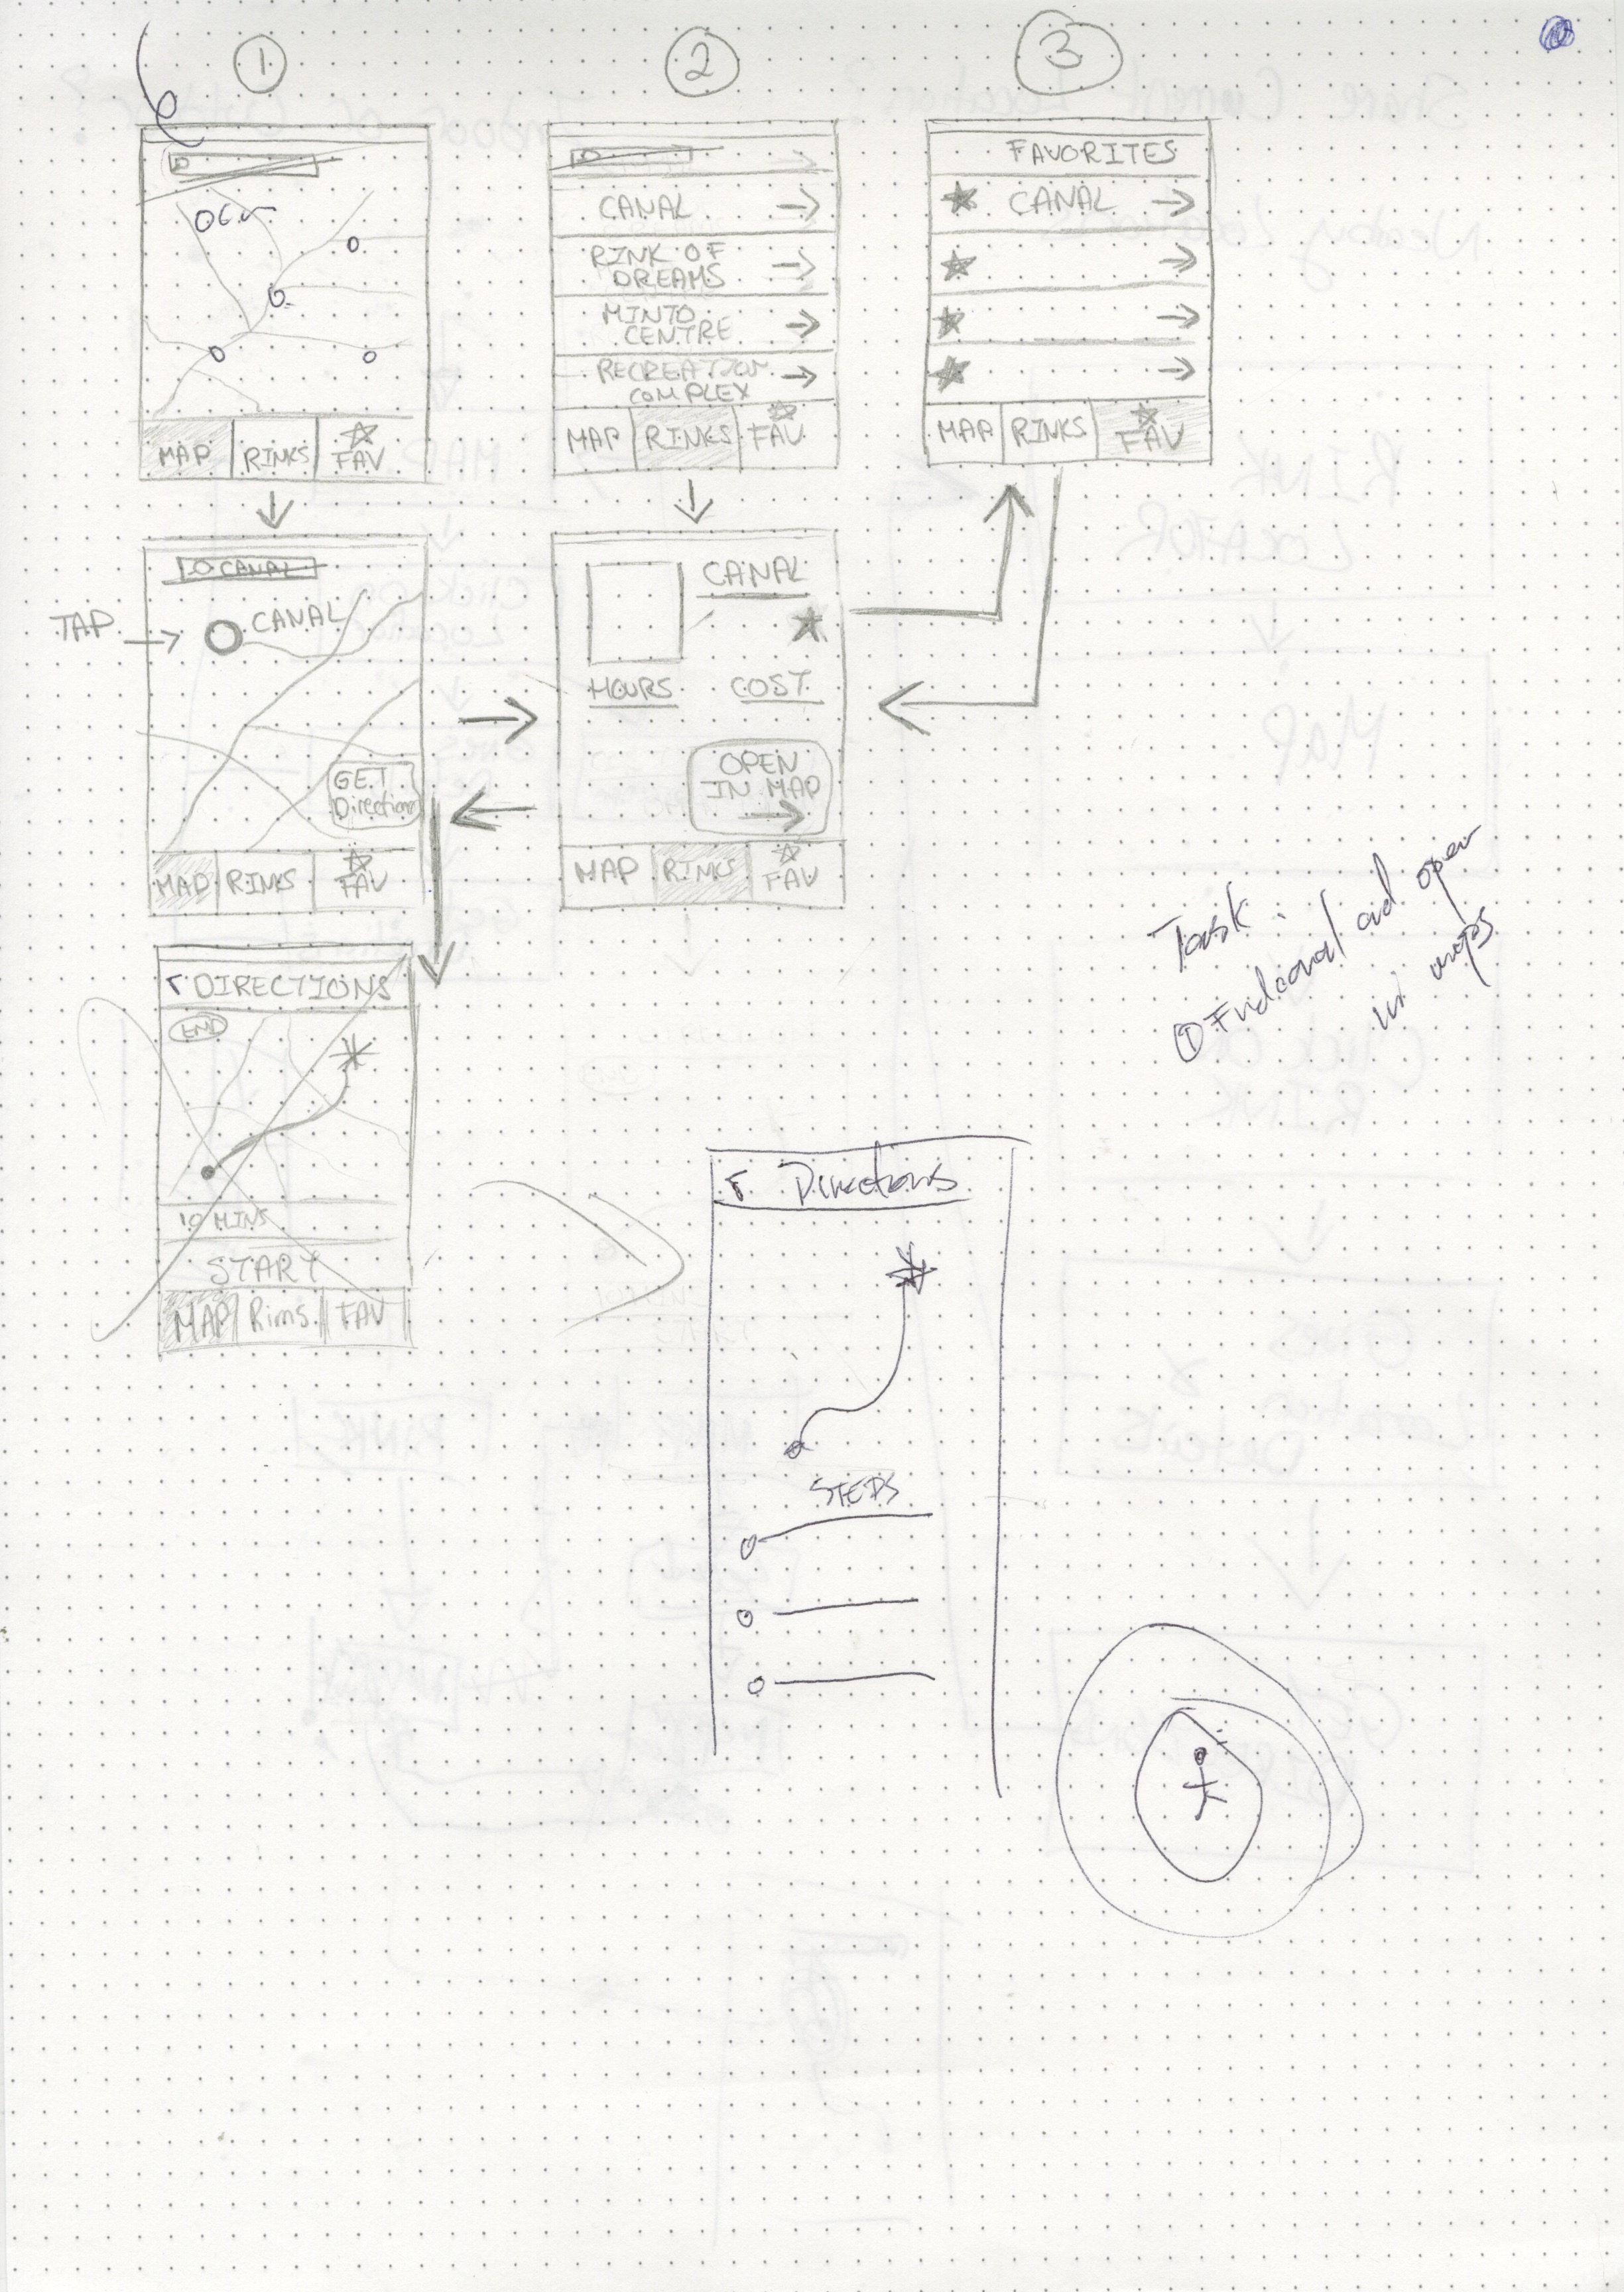 1
2
3
CANAL
RINK OF
DREAMS
MINTO
CENTRE
RECREATION
COMPLEX
FAVORITES
CANAL
MAP RINKS FAV
MAP RINKS FAV
MAP RINKS FAV
CANAL
TAP
CANAL
GET
Directions
MAP RINKS FAV
CANAL
HOURS COST
OPEN
IN MAP
MAP RINKS FAV
DIRECTIONS
END
10 MINS
START
MAP Rinks FAV
Task
1 Find canal and open
in maps
Directions
STEPS